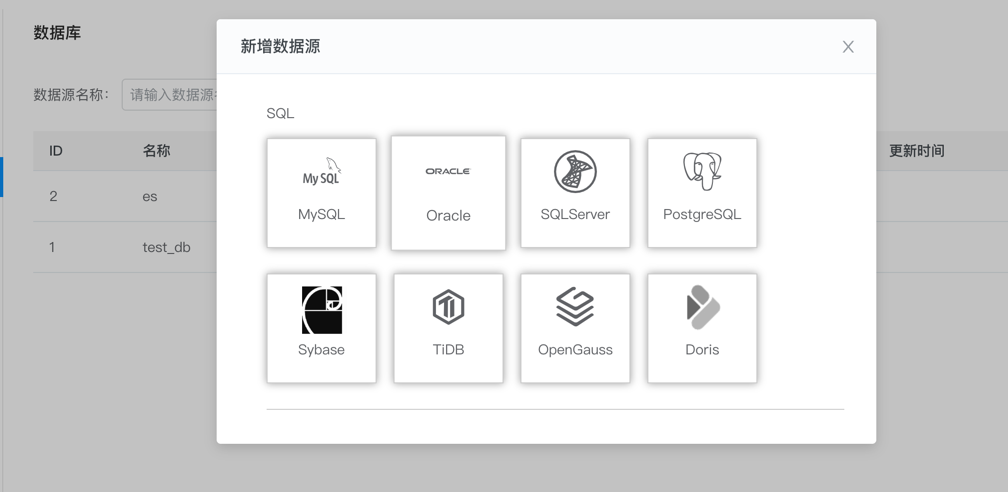 数据库
新增数据源
数据源名称：
请输入数据源名
SQL
ID
名称
更新时间
2
es
1
test_db
MySQL
MySQL
ORACLE
Oracle
SQLServer
PostgreSQL
Sybase
TiDB
OpenGauss
Doris